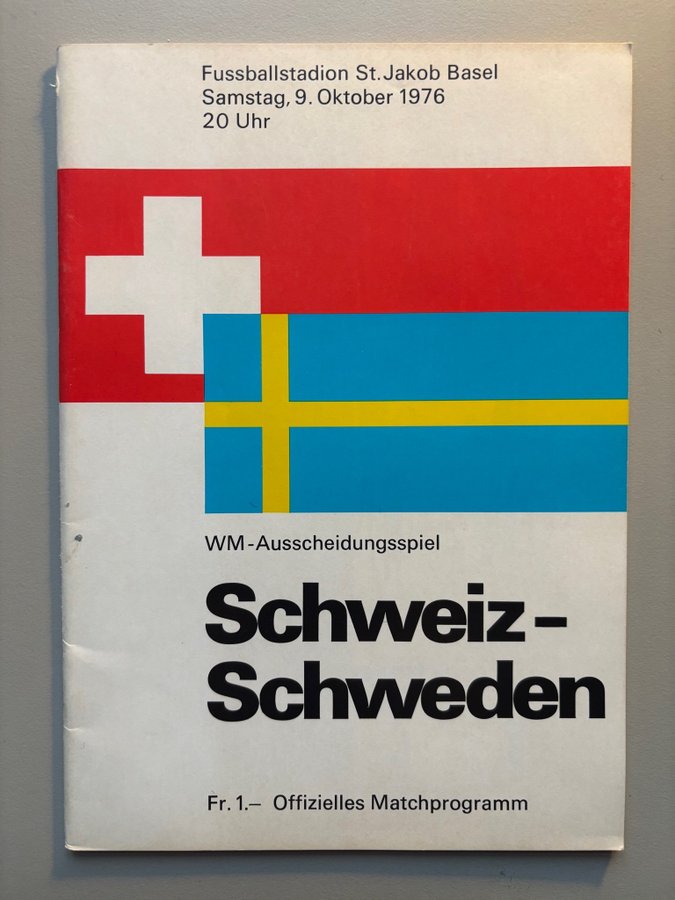 Fussballstadion St. Jakob Basel
Samstag, 9. Oktober 1976
20 Uhr
WM-Ausscheidungsspiel
Schweiz–
Schweden
Fr. 1.– Offizielles Matchprogramm